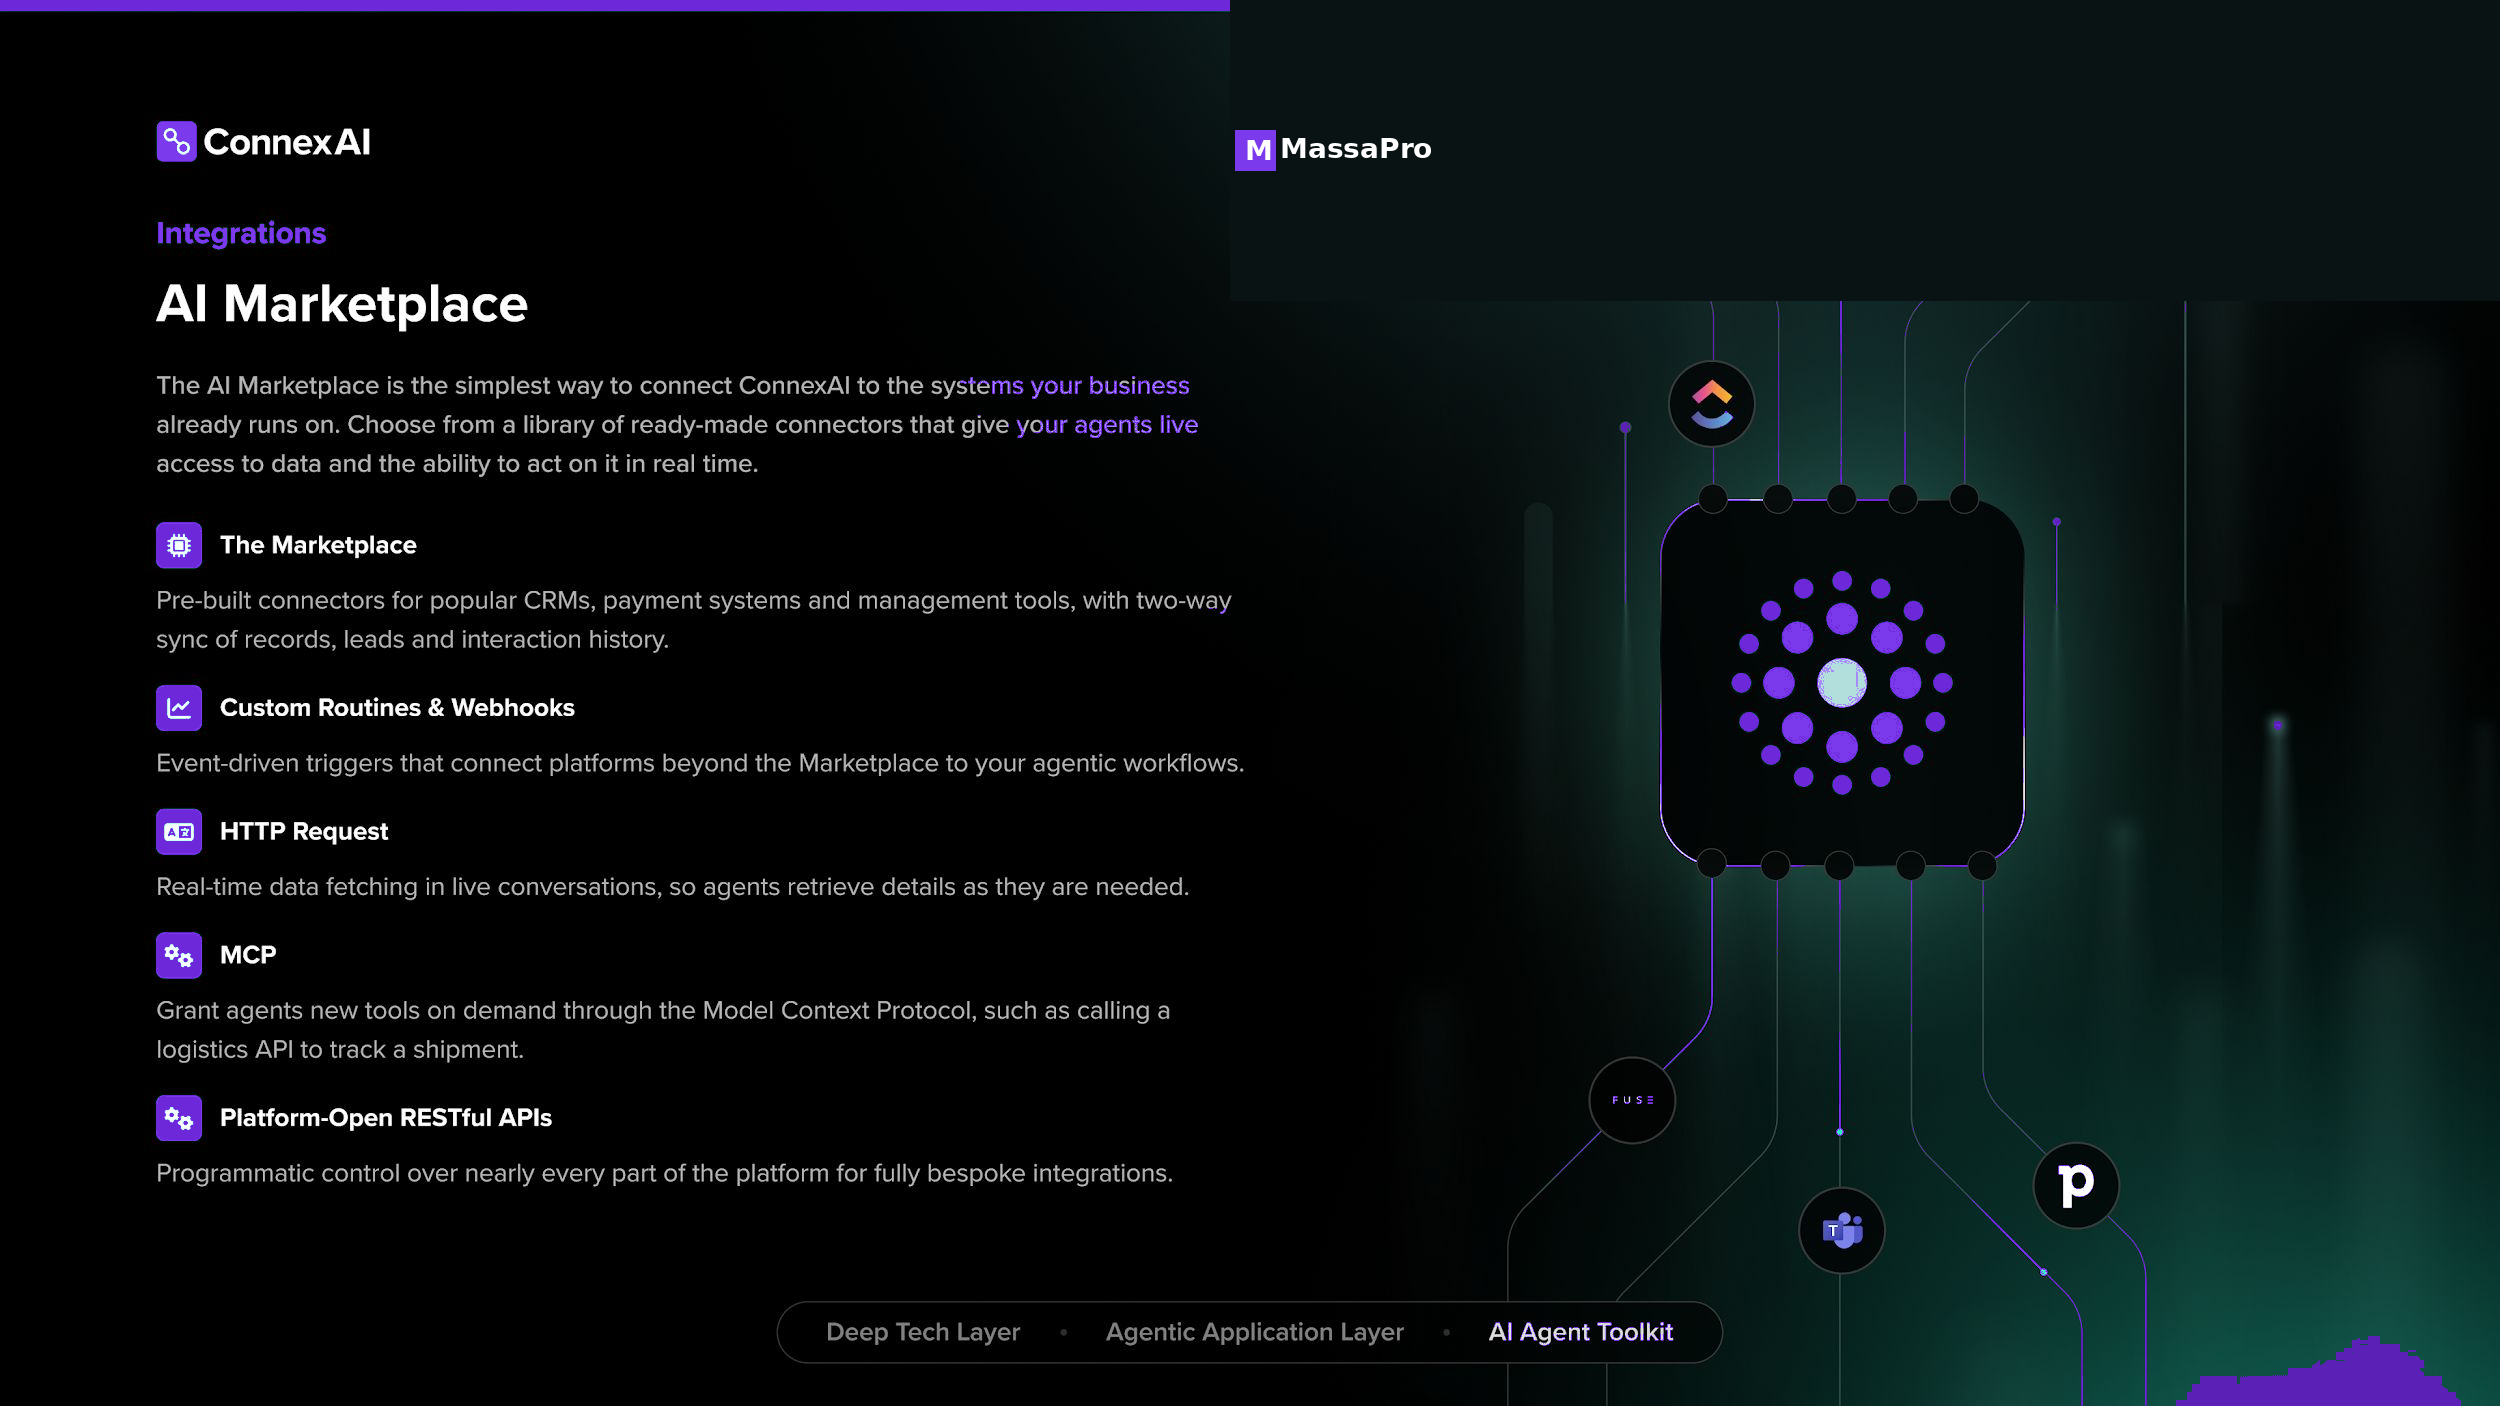 ConnexAI
MassaPro
Integrations
AI Marketplace
The AI Marketplace is the simplest way to connect ConnexAI to the systems your business
already runs on. Choose from a library of ready-made connectors that give your agents live
access to data and the ability to act on it in real time.
The Marketplace
Pre-built connectors for popular CRMs, payment systems and management tools, with two-way
sync of records, leads and interaction history.
Custom Routines & Webhooks
Event-driven triggers that connect platforms beyond the Marketplace to your agentic workflows.
HTTP Request
Real-time data fetching in live conversations, so agents retrieve details as they are needed.
MCP
Grant agents new tools on demand through the Model Context Protocol, such as calling a
logistics API to track a shipment.
Platform-Open RESTful APIs
Programmatic control over nearly every part of the platform for fully bespoke integrations.
FUSE
p
T
Deep Tech Layer • Agentic Application Layer • AI Agent Toolkit